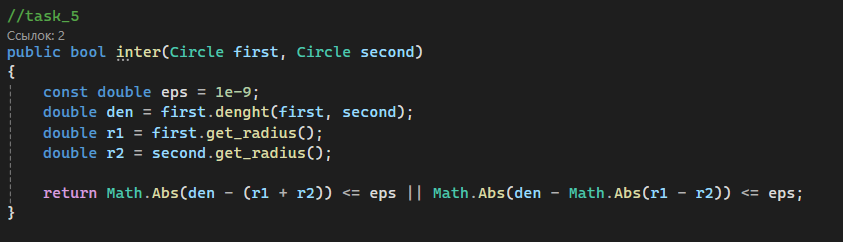 //task_5
Ссылок: 2
public bool inter(Circle first, Circle second)
{
    const double eps = 1e-9;
    double den = first.denght(first, second);
    double r1 = first.get_radius();
    double r2 = second.get_radius();

    return Math.Abs(den - (r1 + r2)) <= eps || Math.Abs(den - Math.Abs(r1 - r2)) <= eps;
}